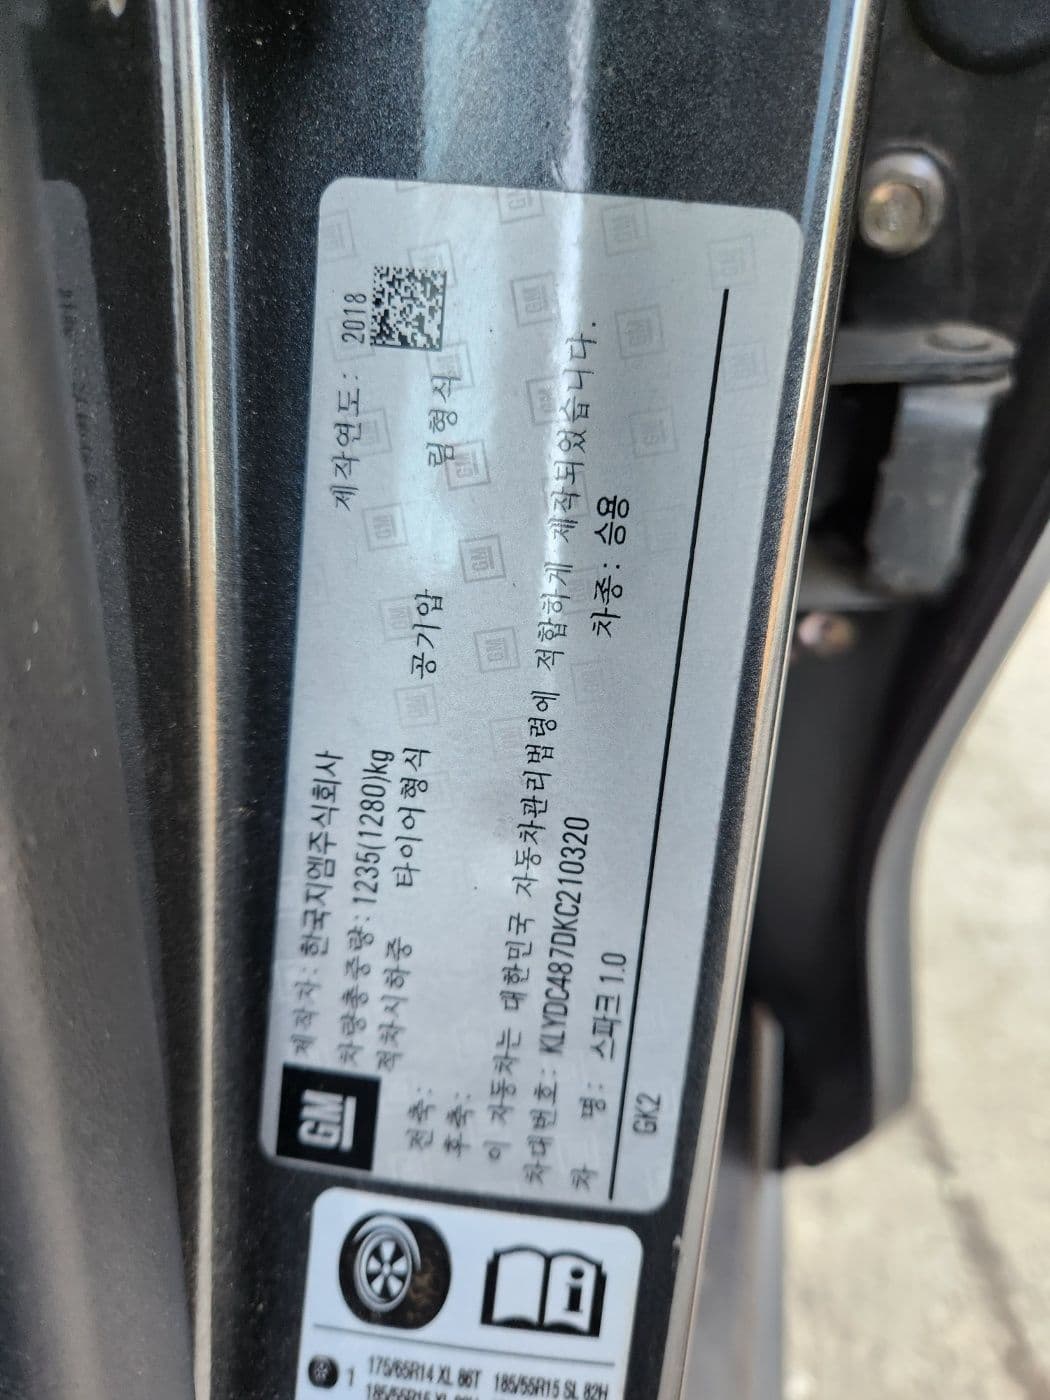 GM
제작자: 한국지엠주식회사 제작연도: 2018
차량총중량: 1235(1280)kg
적차시하중 타이어형식 공기압 림형식
전축:
후축:
이 자동차는 대한민국 자동차관리법령에 적합하게 제작되었습니다.
차대번호: KLYDC487DKC210320 차종: 승용
차 명: 스파크 1.0
GK2
1 175/65R14 XL 86T 185/55R15 SL 82H